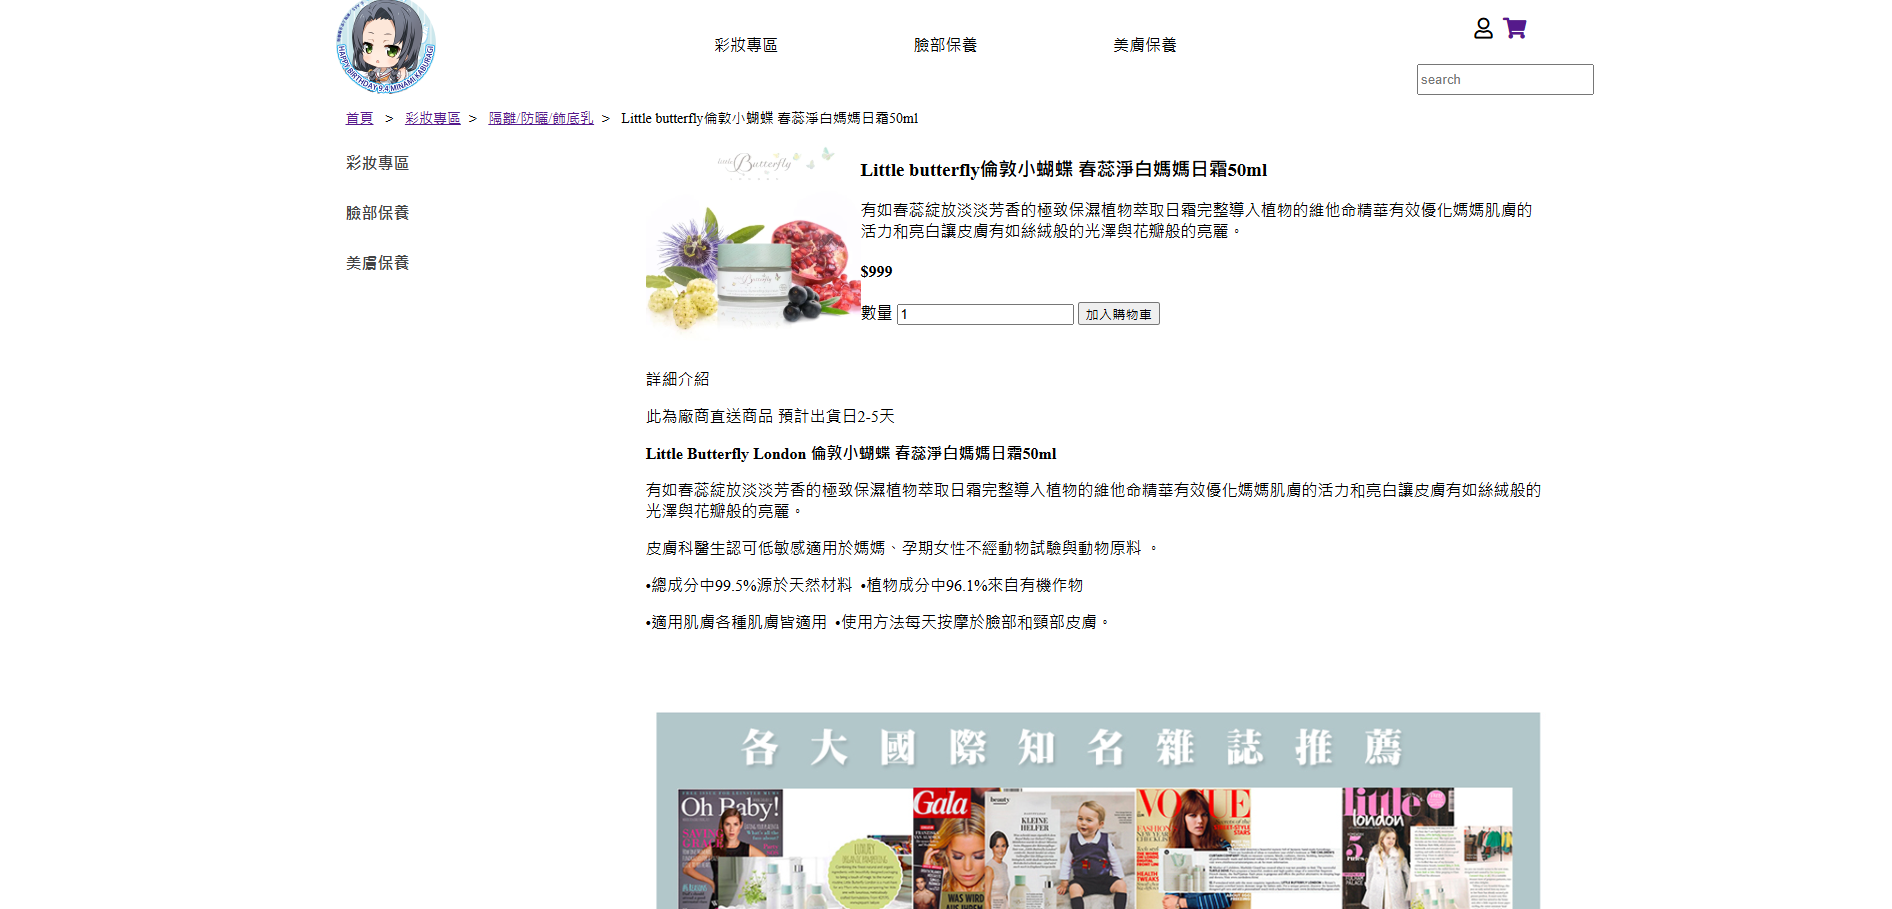 HAPPY BIRTHDAY 9.4 MINAMI KABURAGI
彩妝專區
臉部保養
美膚保養
search
首頁 > 彩妝專區 > 隔離/防曬/飾底乳 > Little butterfly倫敦小蝴蝶 春蕊淨白媽媽日霜50ml
彩妝專區
臉部保養
美膚保養
little Butterfly
LONDON
Butterfly
Little butterfly倫敦小蝴蝶 春蕊淨白媽媽日霜50ml
有如春蕊綻放淡淡芳香的極致保濕植物萃取日霜完整導入植物的維他命精華有效優化媽媽肌膚的
活力和亮白讓皮膚有如絲絨般的光澤與花瓣般的亮麗。
$999
數量 1 加入購物車
詳細介紹
此為廠商直送商品 預計出貨日2-5天
Little Butterfly London 倫敦小蝴蝶 春蕊淨白媽媽日霜50ml
有如春蕊綻放淡淡芳香的極致保濕植物萃取日霜完整導入植物的維他命精華有效優化媽媽肌膚的活力和亮白讓皮膚有如絲絨般的
光澤與花瓣般的亮麗。
皮膚科醫生認可低敏感適用於媽媽、孕期女性不經動物試驗與動物原料 。
•總成分中99.5%源於天然材料 •植物成分中96.1%來自有機作物
•適用肌膚各種肌膚皆適用 •使用方法每天按摩於臉部和頸部皮膚。
各大國際知名雜誌推薦
Oh Baby!
LUXURY
Gala
WAS WIRD
beauty
KLEINE
HELFER
VOGUE
HEALTH
TWEAKS
little
london
5